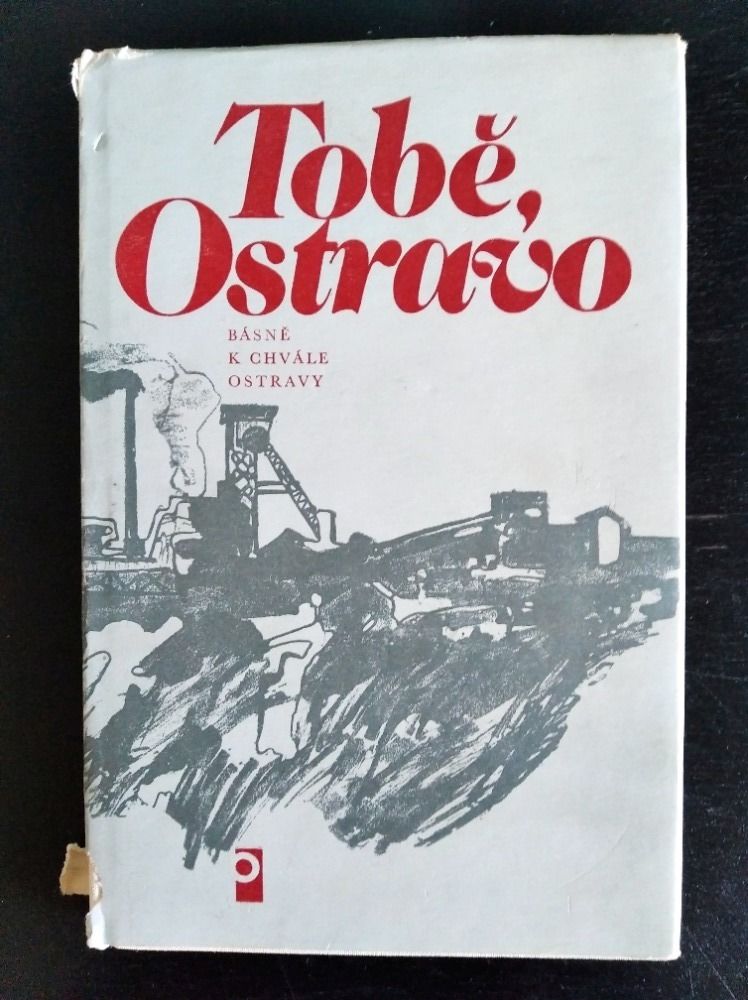 Tobě,
Ostravo
BÁSNĚ
K CHVÁLE
OSTRAVY